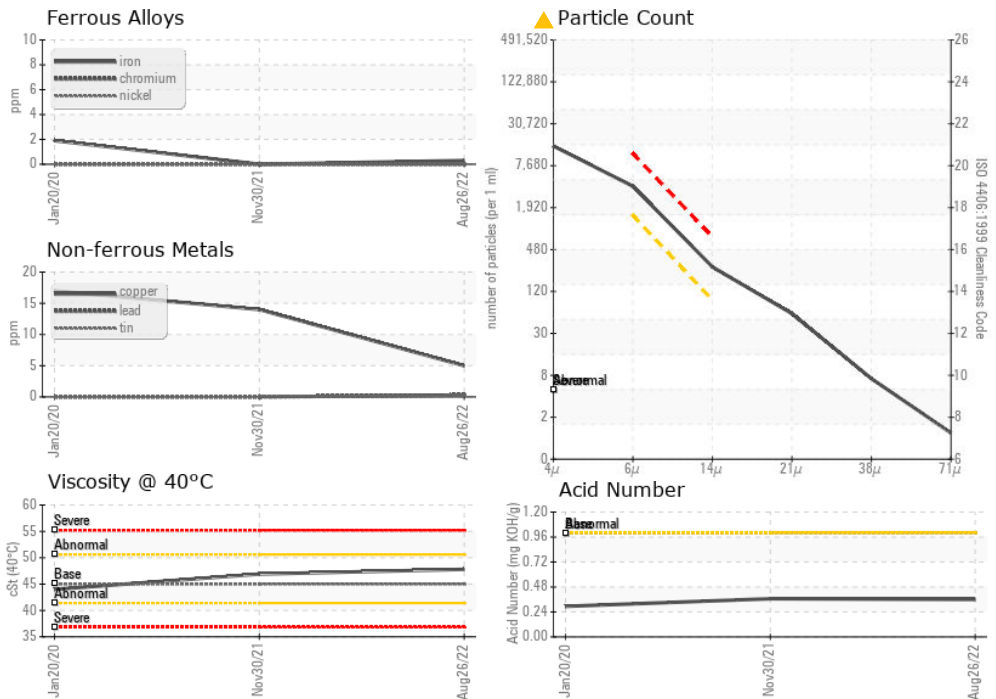 Ferrous Alloys
10
8
6
4
2
0
ppm
iron
chromium
nickel
Jan20/20
Nov30/21
Aug26/22
Non-ferrous Metals
20
15
10
5
0
ppm
copper
lead
tin
Jan20/20
Nov30/21
Aug26/22
Viscosity @ 40°C
60
55
50
45
40
35
cSt (40°C)
Severe
Abnormal
Base
Abnormal
Severe
Jan20/20
Nov30/21
Aug26/22
Particle Count
491,520
122,880
30,720
7,680
1,920
480
120
30
8
2
0
number of particles (per 1 ml)
Abnormal
4µ
6µ
14µ
21µ
38µ
71µ
26
24
22
20
18
16
14
12
10
8
6
ISO 4406:1999 Cleanliness Code
Acid Number
1.20
0.96
0.72
0.48
0.24
0.00
Acid Number (mg KOH/g)
Abnormal
Jan20/20
Nov30/21
Aug26/22